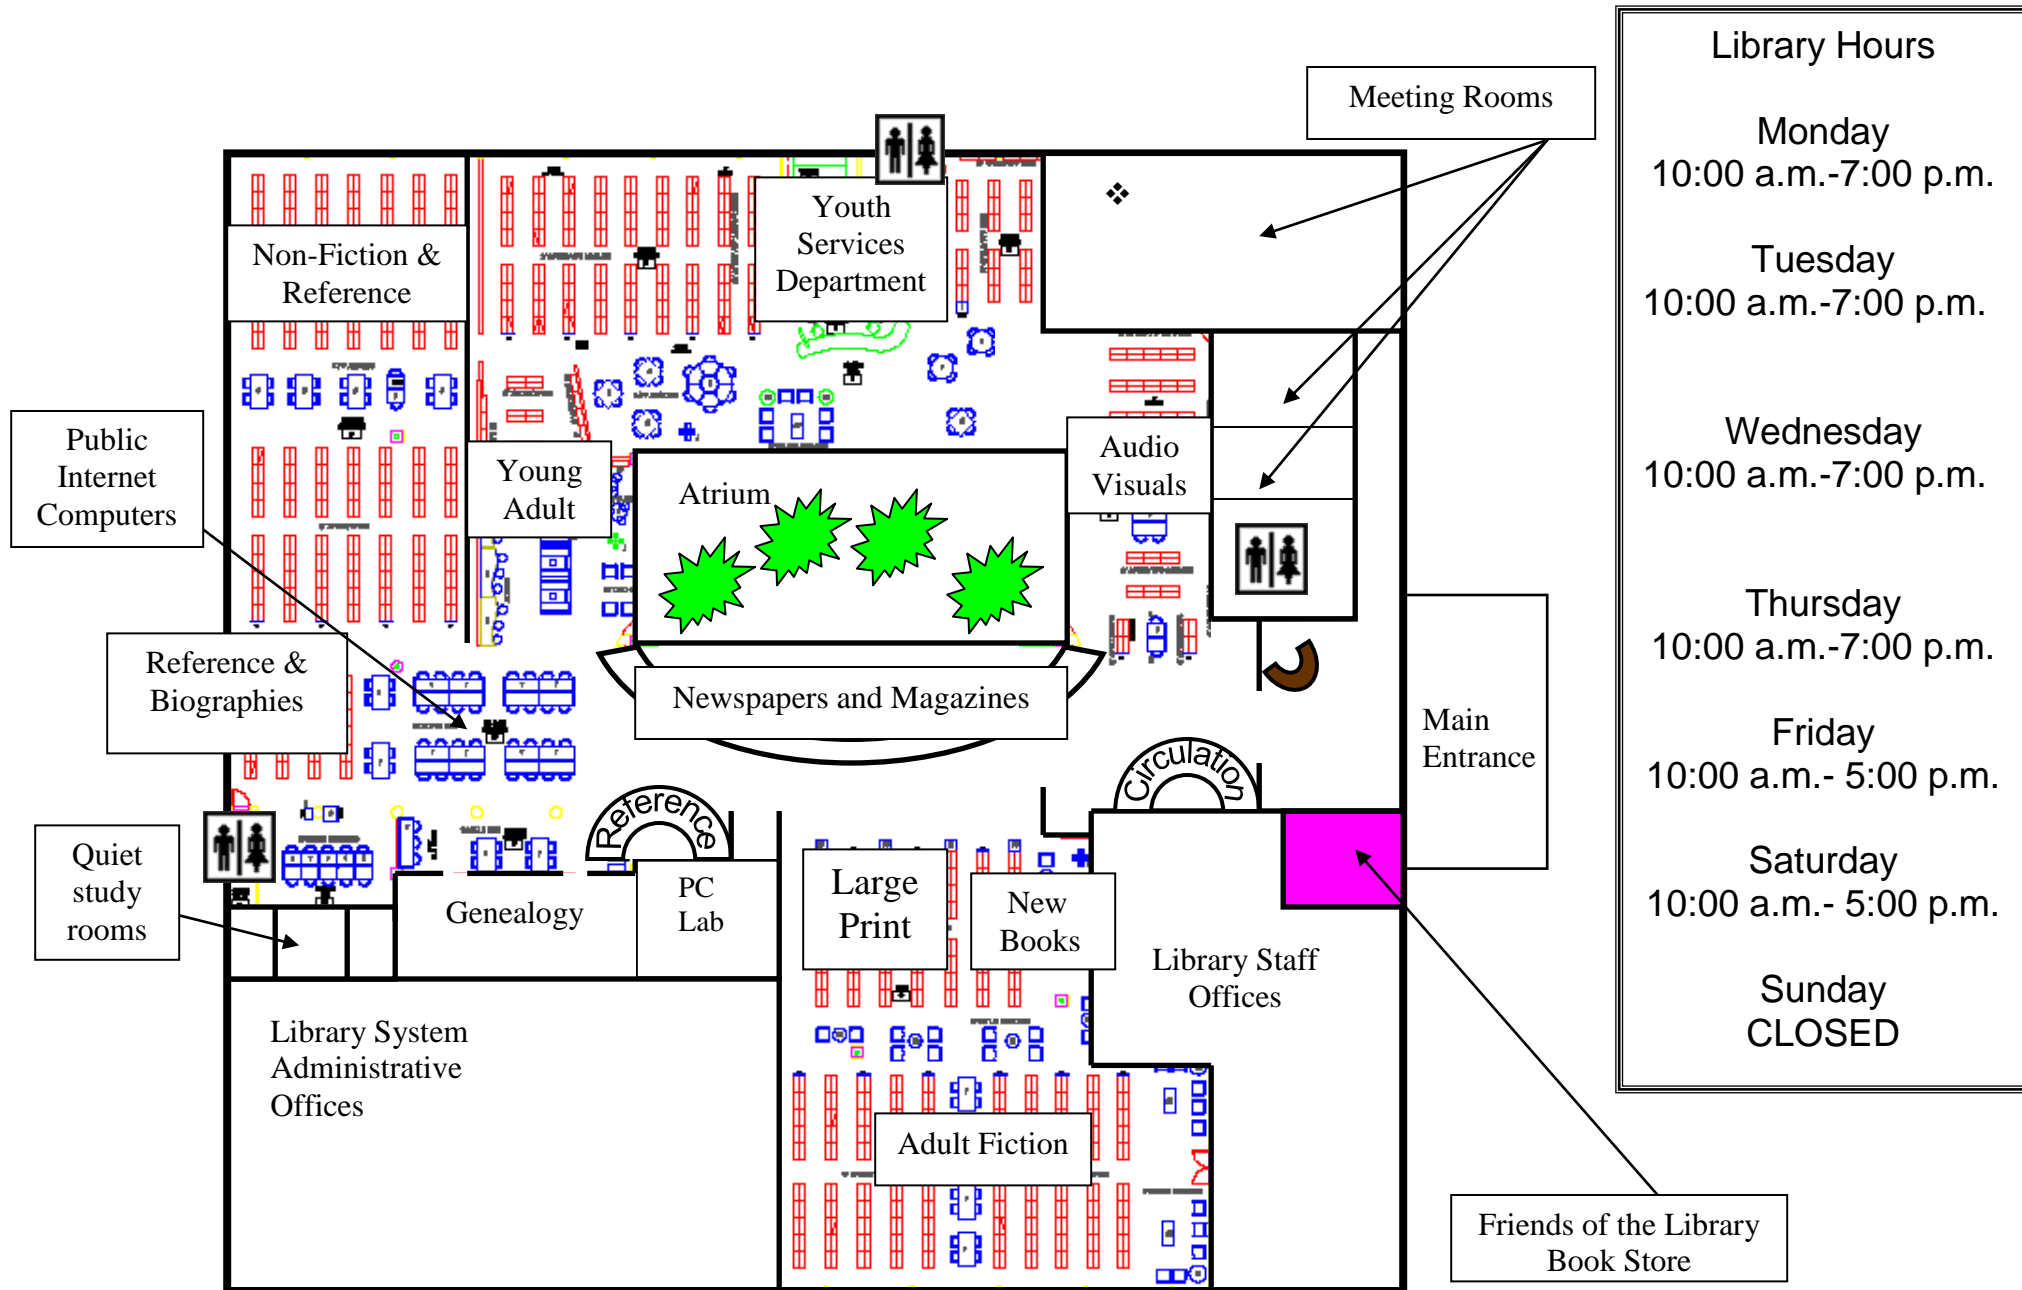 Library Hours
Monday
10:00 a.m.-7:00 p.m.
Tuesday
10:00 a.m.-7:00 p.m.
Wednesday
10:00 a.m.-7:00 p.m.
Thursday
10:00 a.m.-7:00 p.m.
Friday
10:00 a.m.- 5:00 p.m.
Saturday
10:00 a.m.- 5:00 p.m.
Sunday
CLOSED
Meeting Rooms
Youth
Services
Department
Non-Fiction &
Reference
Public
Internet
Computers
Young
Adult
Atrium
Audio
Visuals
Reference &
Biographies
Newspapers and Magazines
Main
Entrance
Circulation
Reference
Quiet
study
rooms
Genealogy
PC
Lab
Large
Print
New
Books
Library Staff
Offices
Library System
Administrative
Offices
Adult Fiction
Friends of the Library
Book Store